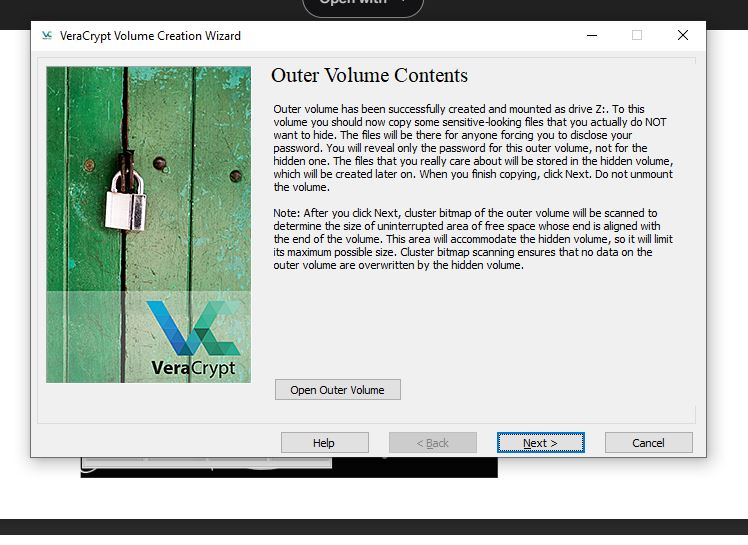 Open with
VeraCrypt Volume Creation Wizard
Outer Volume Contents
Outer volume has been successfully created and mounted as drive Z:. To this
volume you should now copy some sensitive-looking files that you actually do NOT
want to hide. The files will be there for anyone forcing you to disclose your
password. You will reveal only the password for this outer volume, not for the
hidden one. The files that you really care about will be stored in the hidden volume,
which will be created later on. When you finish copying, click Next. Do not unmount
the volume.
Note: After you click Next, cluster bitmap of the outer volume will be scanned to
determine the size of uninterrupted area of free space whose end is aligned with
the end of the volume. This area will accommodate the hidden volume, so it will limit
its maximum possible size. Cluster bitmap scanning ensures that no data on the
outer volume are overwritten by the hidden volume.
VeraCrypt
Open Outer Volume
Help
< Back
Next >
Cancel